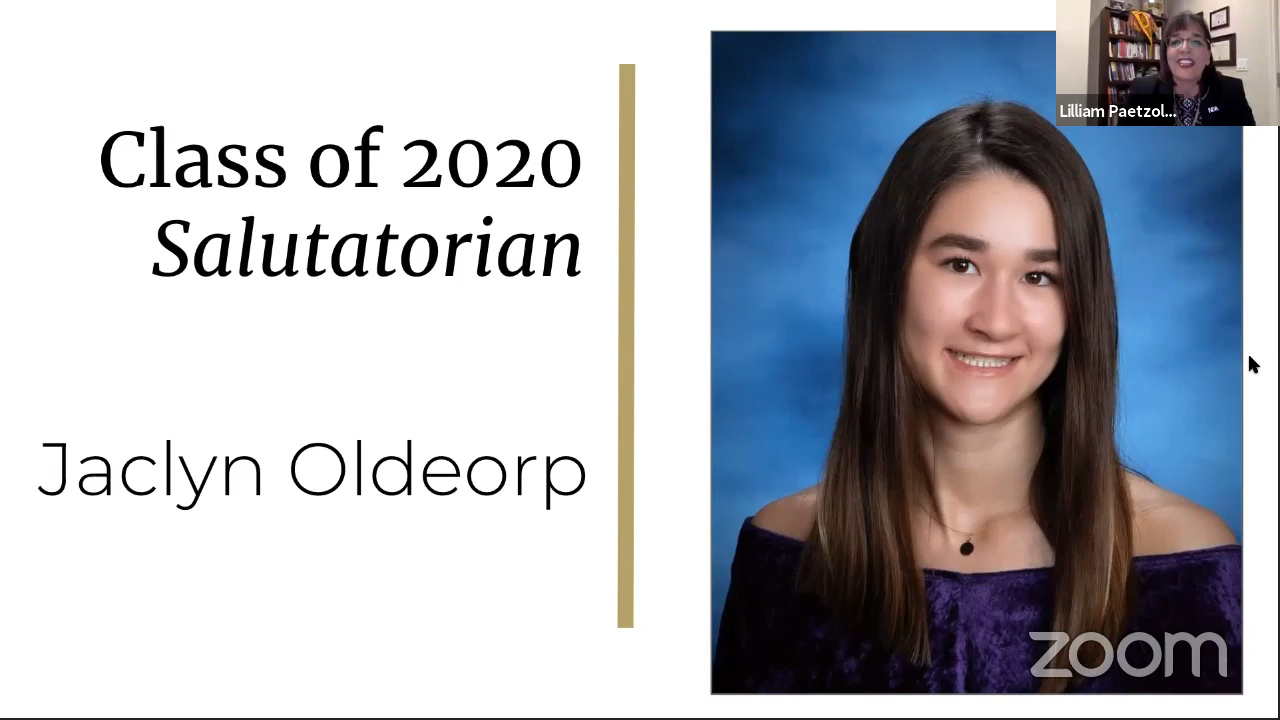 Class of 2020
Salutatorian
Jaclyn Oldeorp
Lilliam Paetzol...
zoom